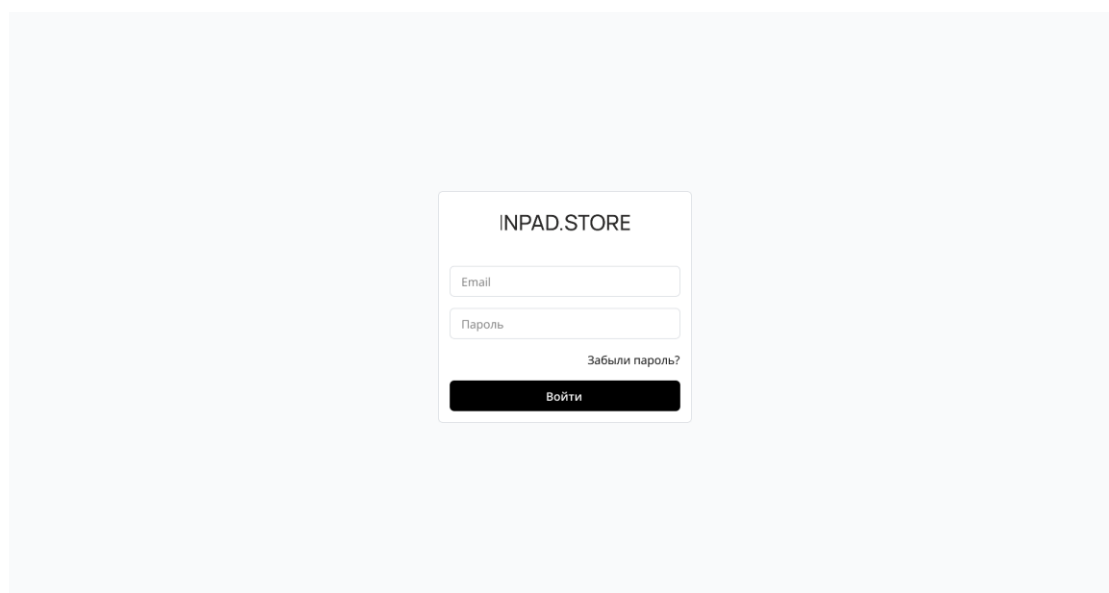 INPAD.STORE
Email
Пароль
Забыли пароль?
Войти